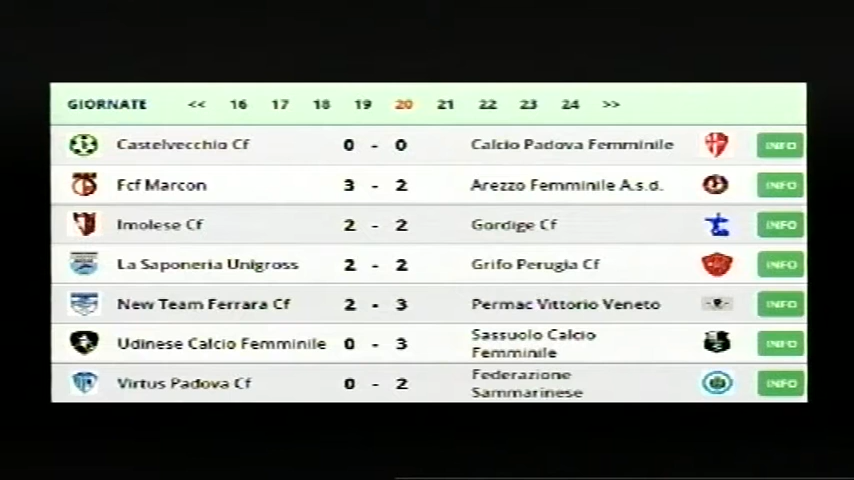 GIORNATE << 16 17 18 19 20 21 22 23 24 >>
Castelvecchio Cf 0 - 0 Calcio Padova Femminile INFO
Fcf Marcon 3 - 2 Arezzo Femminile A.s.d. INFO
Imolese Cf 2 - 2 Gordige Cf INFO
La Saponeria Unigross 2 - 2 Grifo Perugia Cf INFO
New Team Ferrara Cf 2 - 3 Permac Vittorio Veneto INFO
Udinese Calcio Femminile 0 - 3 Sassuolo Calcio
Femminile INFO
Virtus Padova Cf 0 - 2 Federazione
Sammarinese INFO